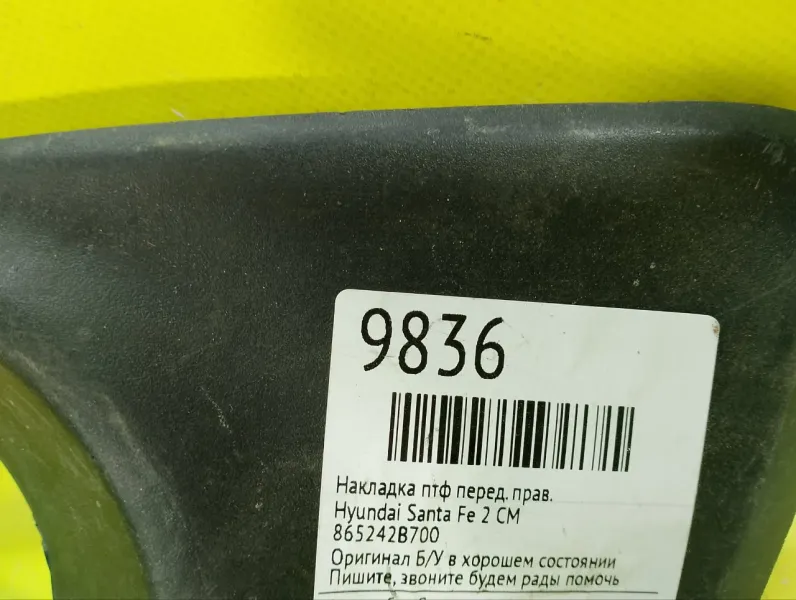 9836
Накладка птф перед. прав.
Hyundai Santa Fe 2 CM
865242B700
Оригинал Б/У в хорошем состоянии
Пишите, звоните будем рады помочь